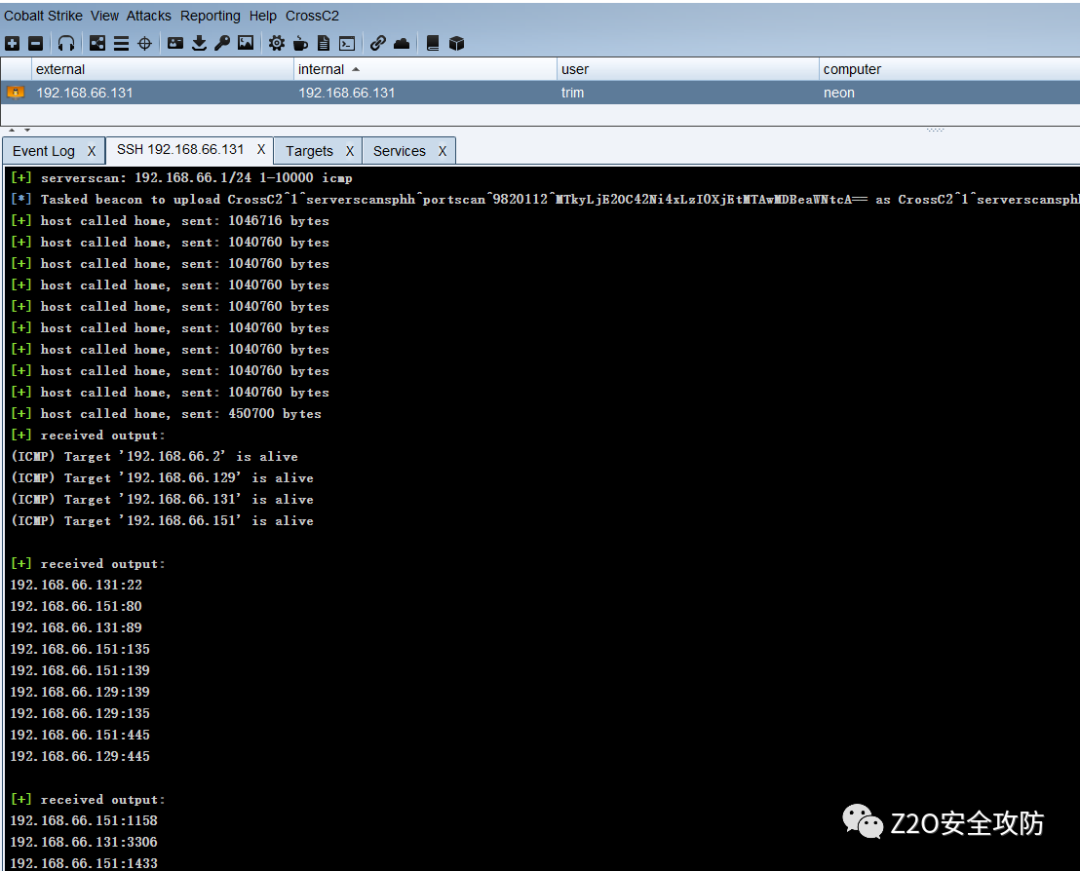 Cobalt Strike View Attacks Reporting Help CrossC2
external internal user computer
192.168.66.131 192.168.66.131 trim neon
Event Log X SSH 192.168.66.131 X Targets X Services X
[+] serverscan: 192.168.66.1/24 1-10000 icmp
[*] Tasked beacon to upload CrossC2^1^serverscansphh^portscan^9820112^MTkyLjE2OC42Ni4xLzI0XjEtMTAwMDBeaWNtcA== as CrossC2^1^serverscansphh
[+] host called home, sent: 1046716 bytes
[+] host called home, sent: 1040760 bytes
[+] host called home, sent: 1040760 bytes
[+] host called home, sent: 1040760 bytes
[+] host called home, sent: 1040760 bytes
[+] host called home, sent: 1040760 bytes
[+] host called home, sent: 1040760 bytes
[+] host called home, sent: 1040760 bytes
[+] host called home, sent: 1040760 bytes
[+] host called home, sent: 450700 bytes
[+] received output:
(ICMP) Target '192.168.66.2' is alive
(ICMP) Target '192.168.66.129' is alive
(ICMP) Target '192.168.66.131' is alive
(ICMP) Target '192.168.66.151' is alive
[+] received output:
192.168.66.131:22
192.168.66.151:80
192.168.66.131:89
192.168.66.151:135
192.168.66.151:139
192.168.66.129:139
192.168.66.129:135
192.168.66.151:445
192.168.66.129:445
[+] received output:
192.168.66.151:1158
192.168.66.131:3306
192.168.66.151:1433
Z2O安全攻防